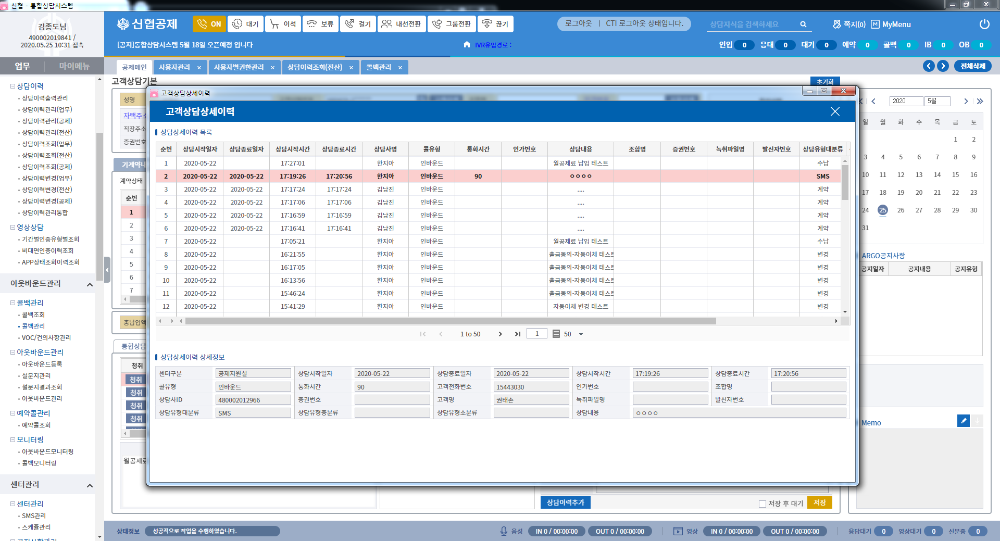 신협 - 통합상담시스템
김종도님
490002019841 /
2020.05.25 10:31 접속
신협공제
ON 대기 이석 보류 걸기 내선전환 그룹전환 끊기
로그아웃 | CTI 로그아웃 상태입니다.
상담지식을 검색하세요
쪽지(0) MyMenu
[공지]통합상담시스템 5월 18일 오픈예정 입니다
IVR유입경로 :
인입 0 응대 0 대기 0 예약 0 콜백 0 IB 0 OB 0
업무 마이메뉴
공제메인 사용자관리 × 사용자별권한관리 × 상담이력조회(전산) × 콜백관리 ×
전체삭제
상담이력
상담이력출력관리
상담이력관리(업무)
상담이력관리(공제)
상담이력관리(전산)
상담이력조회(업무)
상담이력조회(전산)
상담이력조회(공제)
상담이력변경(업무)
상담이력변경(전산)
상담이력변경(공제)
상담이력관리통합
영상상담
기간별인증유형별조회
비대면인증이력조회
APP상태조회이력조회
아웃바운드관리
콜백관리
콜백조회
콜백관리
VOC/건의사항관리
아웃바운드관리
아웃바운드등록
설문지관리
설문지결과조회
아웃바운드관리
예약콜관리
예약콜조회
모니터링
아웃바운드모니터링
콜백모니터링
센터관리
센터관리
SMS관리
스케쥴관리
고객상담기본
초기화
성명
자택주소
직장주소
증권번호
기계약내
계약상태
순번
1
2
3
4
5
6
7
총납입액
통합상담
청취
청취
청취
청취
청취
월공제료
고객상담상세이력
고객상담상세이력
상담상세이력 목록
순번 상담시작일자 상담종료일자 상담시작시간 상담종료시간 상담사명 콜유형 통화시간 인가번호 상담내용 조합명 증권번호 녹취파일명 발신자번호 상담유형대분류
1 2020-05-22 17:27:01 한지아 인바운드 월공제료 납입 테스트 수납
2 2020-05-22 2020-05-22 17:19:26 17:20:56 한지아 인바운드 90 ㅇㅇㅇㅇ SMS
3 2020-05-22 2020-05-22 17:17:24 17:17:24 김남진 인바운드 .... 계약
4 2020-05-22 2020-05-22 17:17:06 17:17:06 김남진 인바운드 .... 계약
5 2020-05-22 2020-05-22 17:16:59 17:16:59 김남진 인바운드 .... 계약
6 2020-05-22 2020-05-22 17:16:41 17:16:41 김남진 인바운드 .... 계약
7 2020-05-22 17:05:21 한지아 인바운드 월공제료 납입 테스트 수납
8 2020-05-22 16:21:55 한지아 인바운드 출금동의-자동이체 테스트 변경
9 2020-05-22 16:17:05 한지아 인바운드 출금동의-자동이체 테스트 변경
10 2020-05-22 16:13:56 한지아 인바운드 출금동의-자동이체 테스트 변경
11 2020-05-22 15:46:24 한지아 인바운드 출금동의-자동이체 테스트 변경
12 2020-05-22 15:41:29 한지아 인바운드 자동이체 변경 테스트 변경
1 to 50 1 50
상담상세이력 상세정보
센터구분 공제지원실 상담시작일자 2020-05-22 상담종료일자 2020-05-22 상담시작시간 17:19:26 상담종료시간 17:20:56
콜유형 인바운드 통화시간 90 고객전화번호 15443030 인가번호 조합명
상담사ID 480002012966 증권번호 고객명 권태손 녹취파일명 발신자번호
상담유형대분류 SMS 상담유형중분류 상담유형소분류 상담내용 ㅇㅇㅇㅇ
상담이력추가
저장 후 대기 저장
2020 5월
일 월 화 수 목 금 토
1 2
3 4 5 6 7 8 9
10 11 12 13 14 15 16
17 18 19 20 21 22 23
24 25 26 27 28 29 30
31
ARGO공지사항
공지일자 공지내용 공지유형
Memo
상태정보 성공적으로 작업을 수행하였습니다.
음성 IN 0 / 00:00:00 OUT 0 / 00:00:00 영상 IN 0 / 00:00:00 OUT 0 / 00:00:00 응답대기 0 영상대기 0 신분증 0